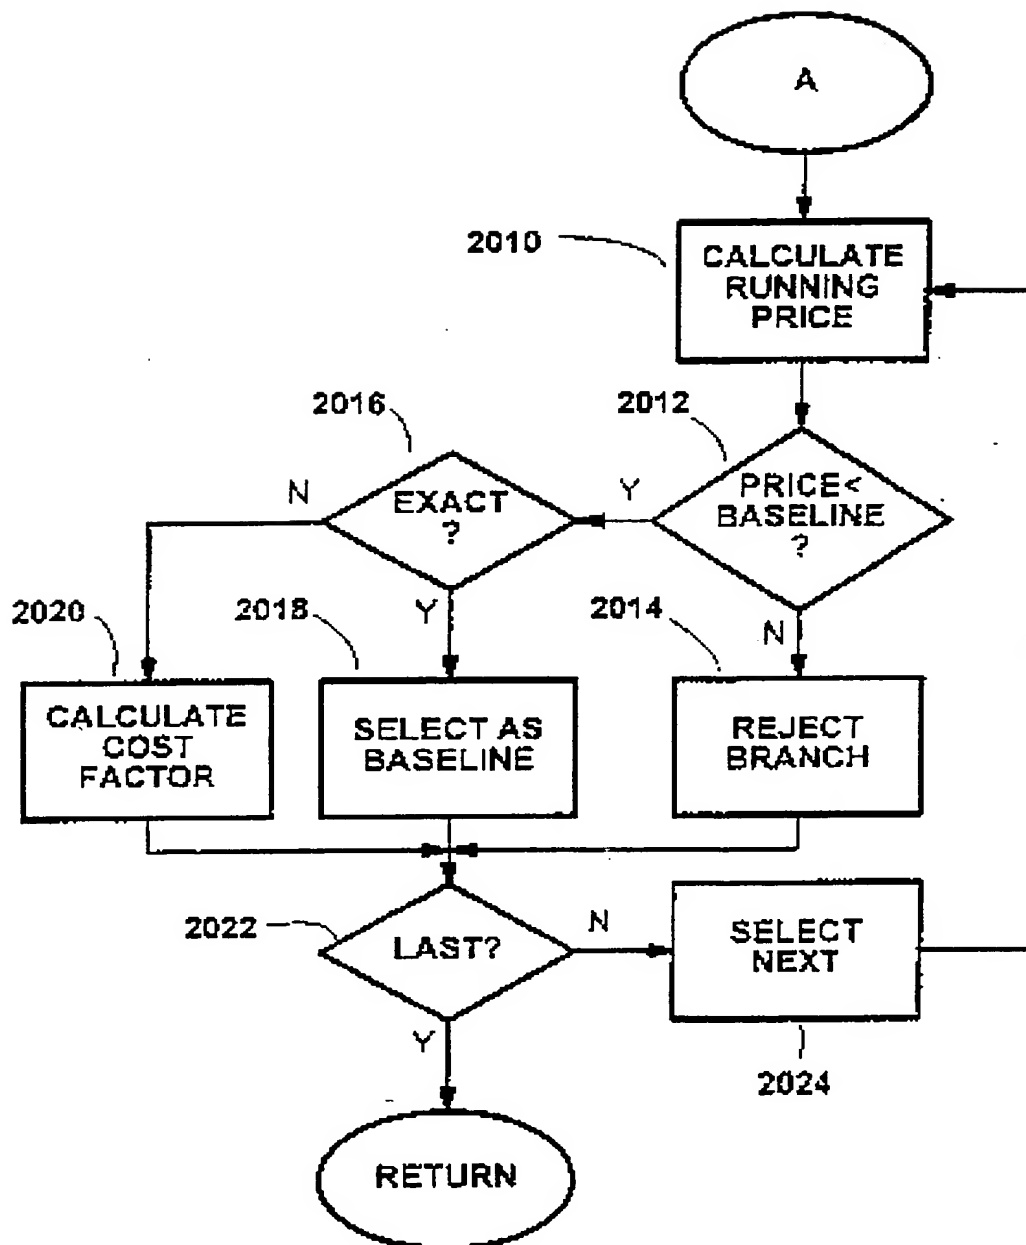 A
2010
CALCULATE
RUNNING
PRICE
2016
2012
N
EXACT
?
Y
PRICE<
BASELINE
?
2020
2018
Y
2014
N
CALCULATE
COST
FACTOR
SELECT AS
BASELINE
REJECT
BRANCH
2022
LAST?
N
SELECT
NEXT
Y
2024
RETURN